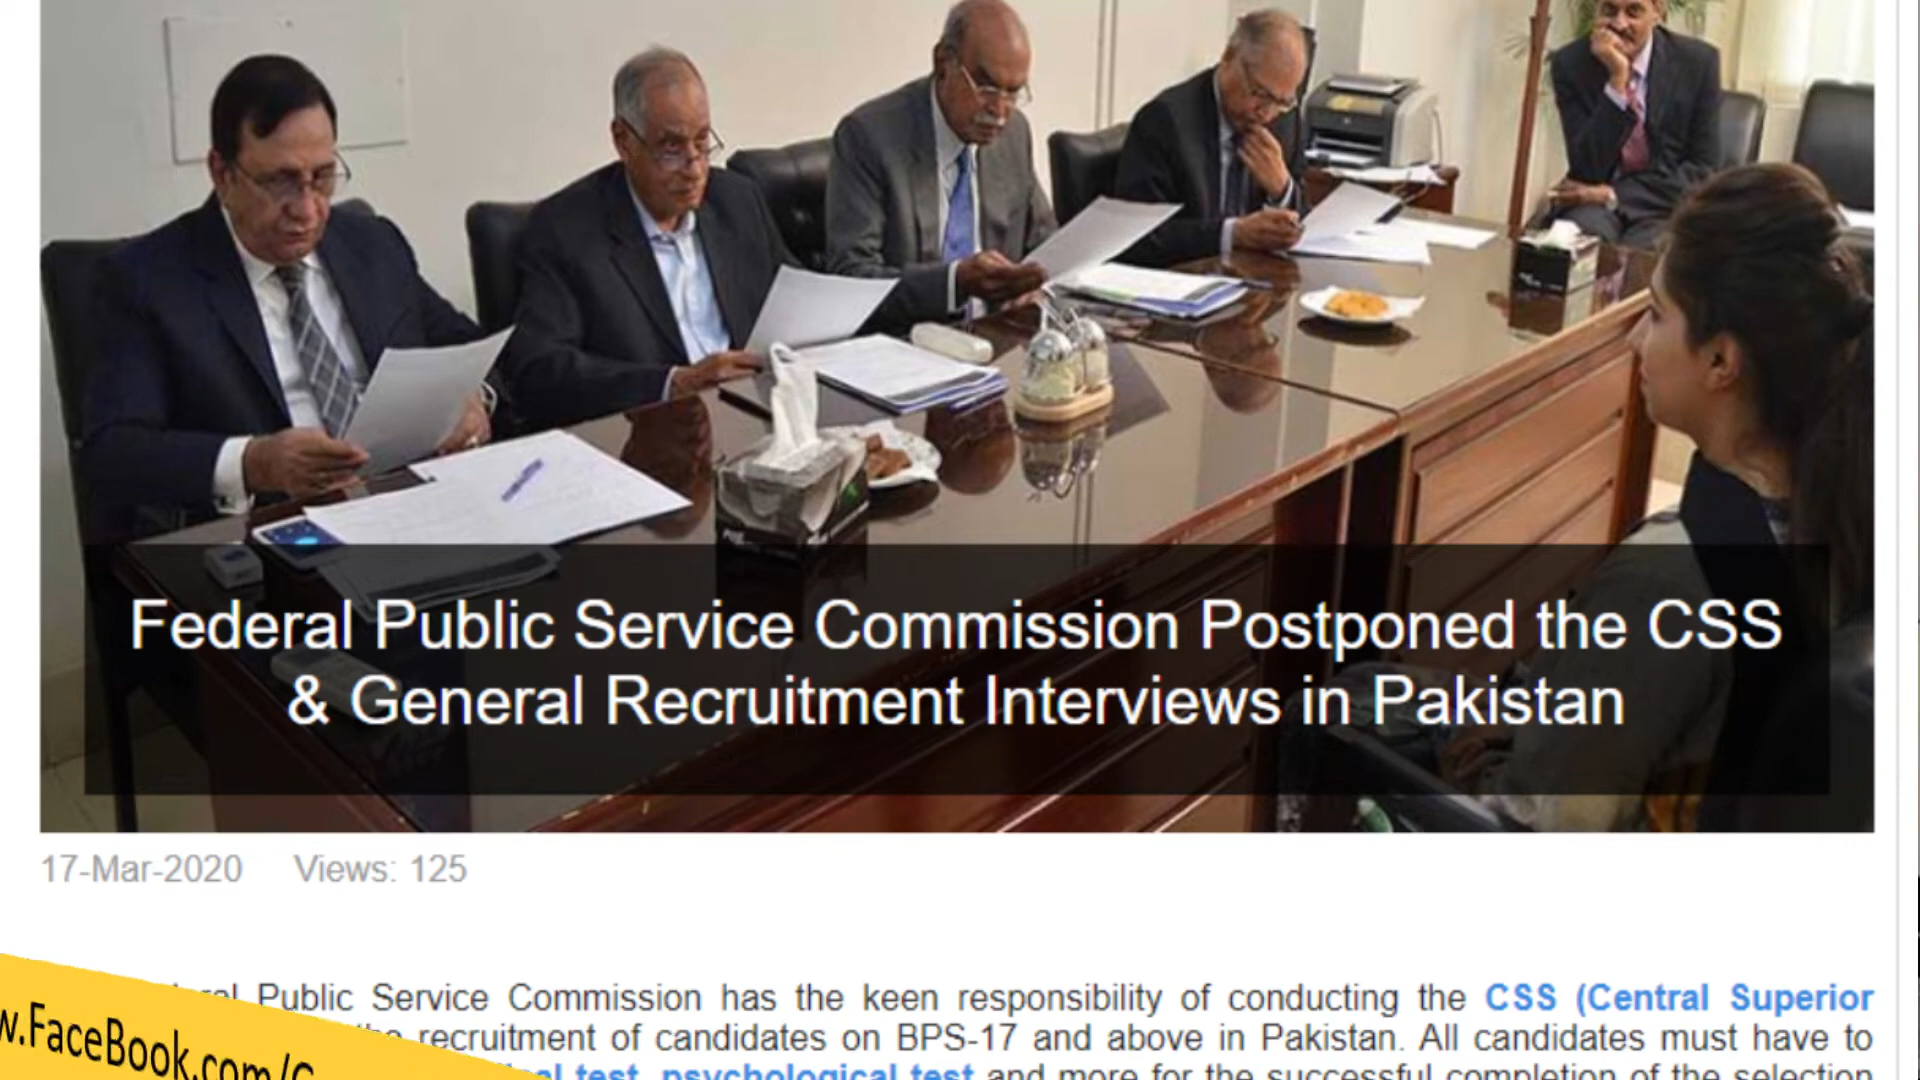 Federal Public Service Commission Postponed the CSS
& General Recruitment Interviews in Pakistan
17-Mar-2020 Views: 125
Public Service Commission has the keen responsibility of conducting the CSS (Central Superior
recruitment of candidates on BPS-17 and above in Pakistan. All candidates must have to
test, psychological test and more for the successful completion of the selection
w.FaceBook.com/